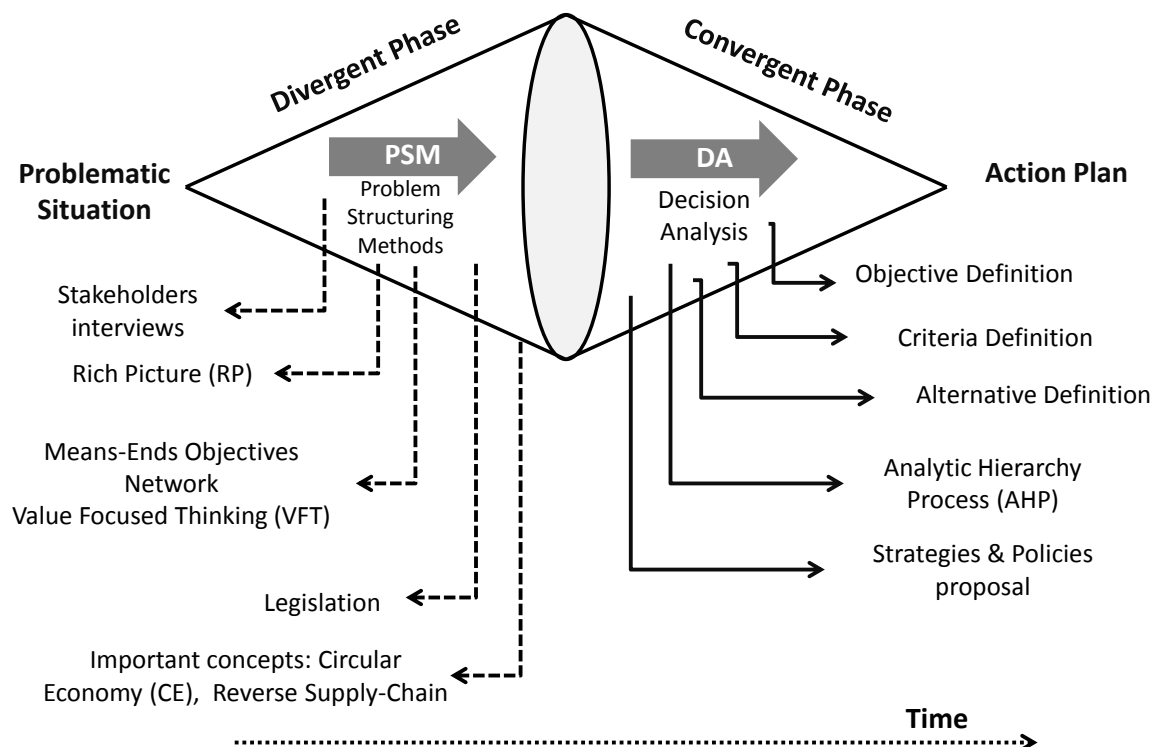 Divergent Phase
Convergent Phase
Problematic
Situation
PSM
Problem
Structuring
Methods
DA
Decision
Analysis
Action Plan
Stakeholders
interviews
Rich Picture (RP)
Means-Ends Objectives
Network
Value Focused Thinking (VFT)
Legislation
Important concepts: Circular
Economy (CE), Reverse Supply-Chain
Objective Definition
Criteria Definition
Alternative Definition
Analytic Hierarchy
Process (AHP)
Strategies & Policies
proposal
Time